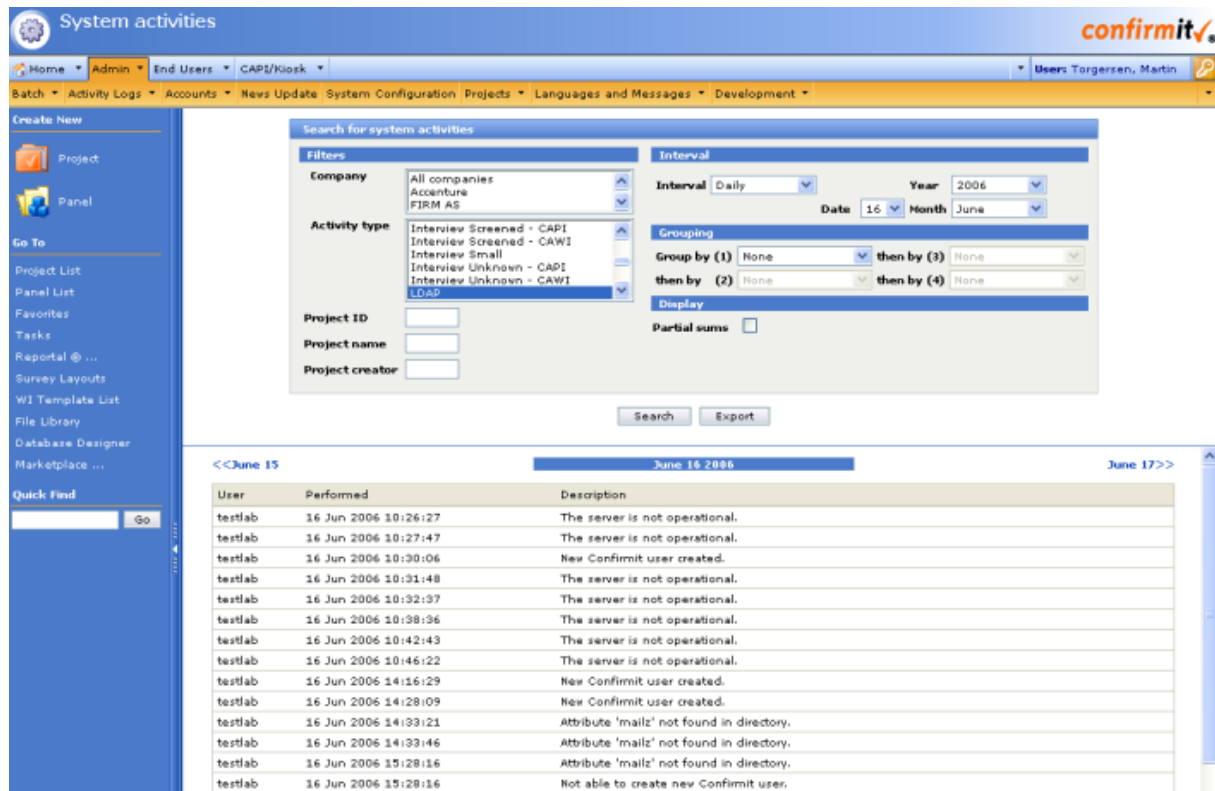 System activities
confirmit
Home Admin End Users CAPI/Kiosk User: Torgersen, Martin
Batch Activity Logs Accounts News Update System Configuration Projects Languages and Messages Development
Create New
Project
Panel
Go To
Project List
Panel List
Favorites
Tasks
Reportal ® ...
Survey Layouts
WI Template List
File Library
Database Designer
Marketplace ...
Quick Find
Go
Search for system activities
Filters
Company
All companies
Accenture
FIRM AS
Activity type
Interview Screened - CAPI
Interview Screened - CAWI
Interview Small
Interview Unknown - CAPI
Interview Unknown - CAWI
LDAP
Project ID
Project name
Project creator
Interval
Interval Daily Year 2006
Date 16 Month June
Grouping
Group by (1) None then by (3) None
then by (2) None then by (4) None
Display
Partial sums
Search Export
<<June 15 June 16 2006 June 17>>
User Performed Description
testlab 16 Jun 2006 10:26:27 The server is not operational.
testlab 16 Jun 2006 10:27:47 The server is not operational.
testlab 16 Jun 2006 10:30:06 New Confirmit user created.
testlab 16 Jun 2006 10:31:48 The server is not operational.
testlab 16 Jun 2006 10:32:37 The server is not operational.
testlab 16 Jun 2006 10:38:36 The server is not operational.
testlab 16 Jun 2006 10:42:43 The server is not operational.
testlab 16 Jun 2006 10:46:22 The server is not operational.
testlab 16 Jun 2006 14:16:29 New Confirmit user created.
testlab 16 Jun 2006 14:28:09 New Confirmit user created.
testlab 16 Jun 2006 14:33:21 Attribute 'mailz' not found in directory.
testlab 16 Jun 2006 14:33:46 Attribute 'mailz' not found in directory.
testlab 16 Jun 2006 15:28:16 Attribute 'mailz' not found in directory.
testlab 16 Jun 2006 15:28:16 Not able to create new Confirmit user.